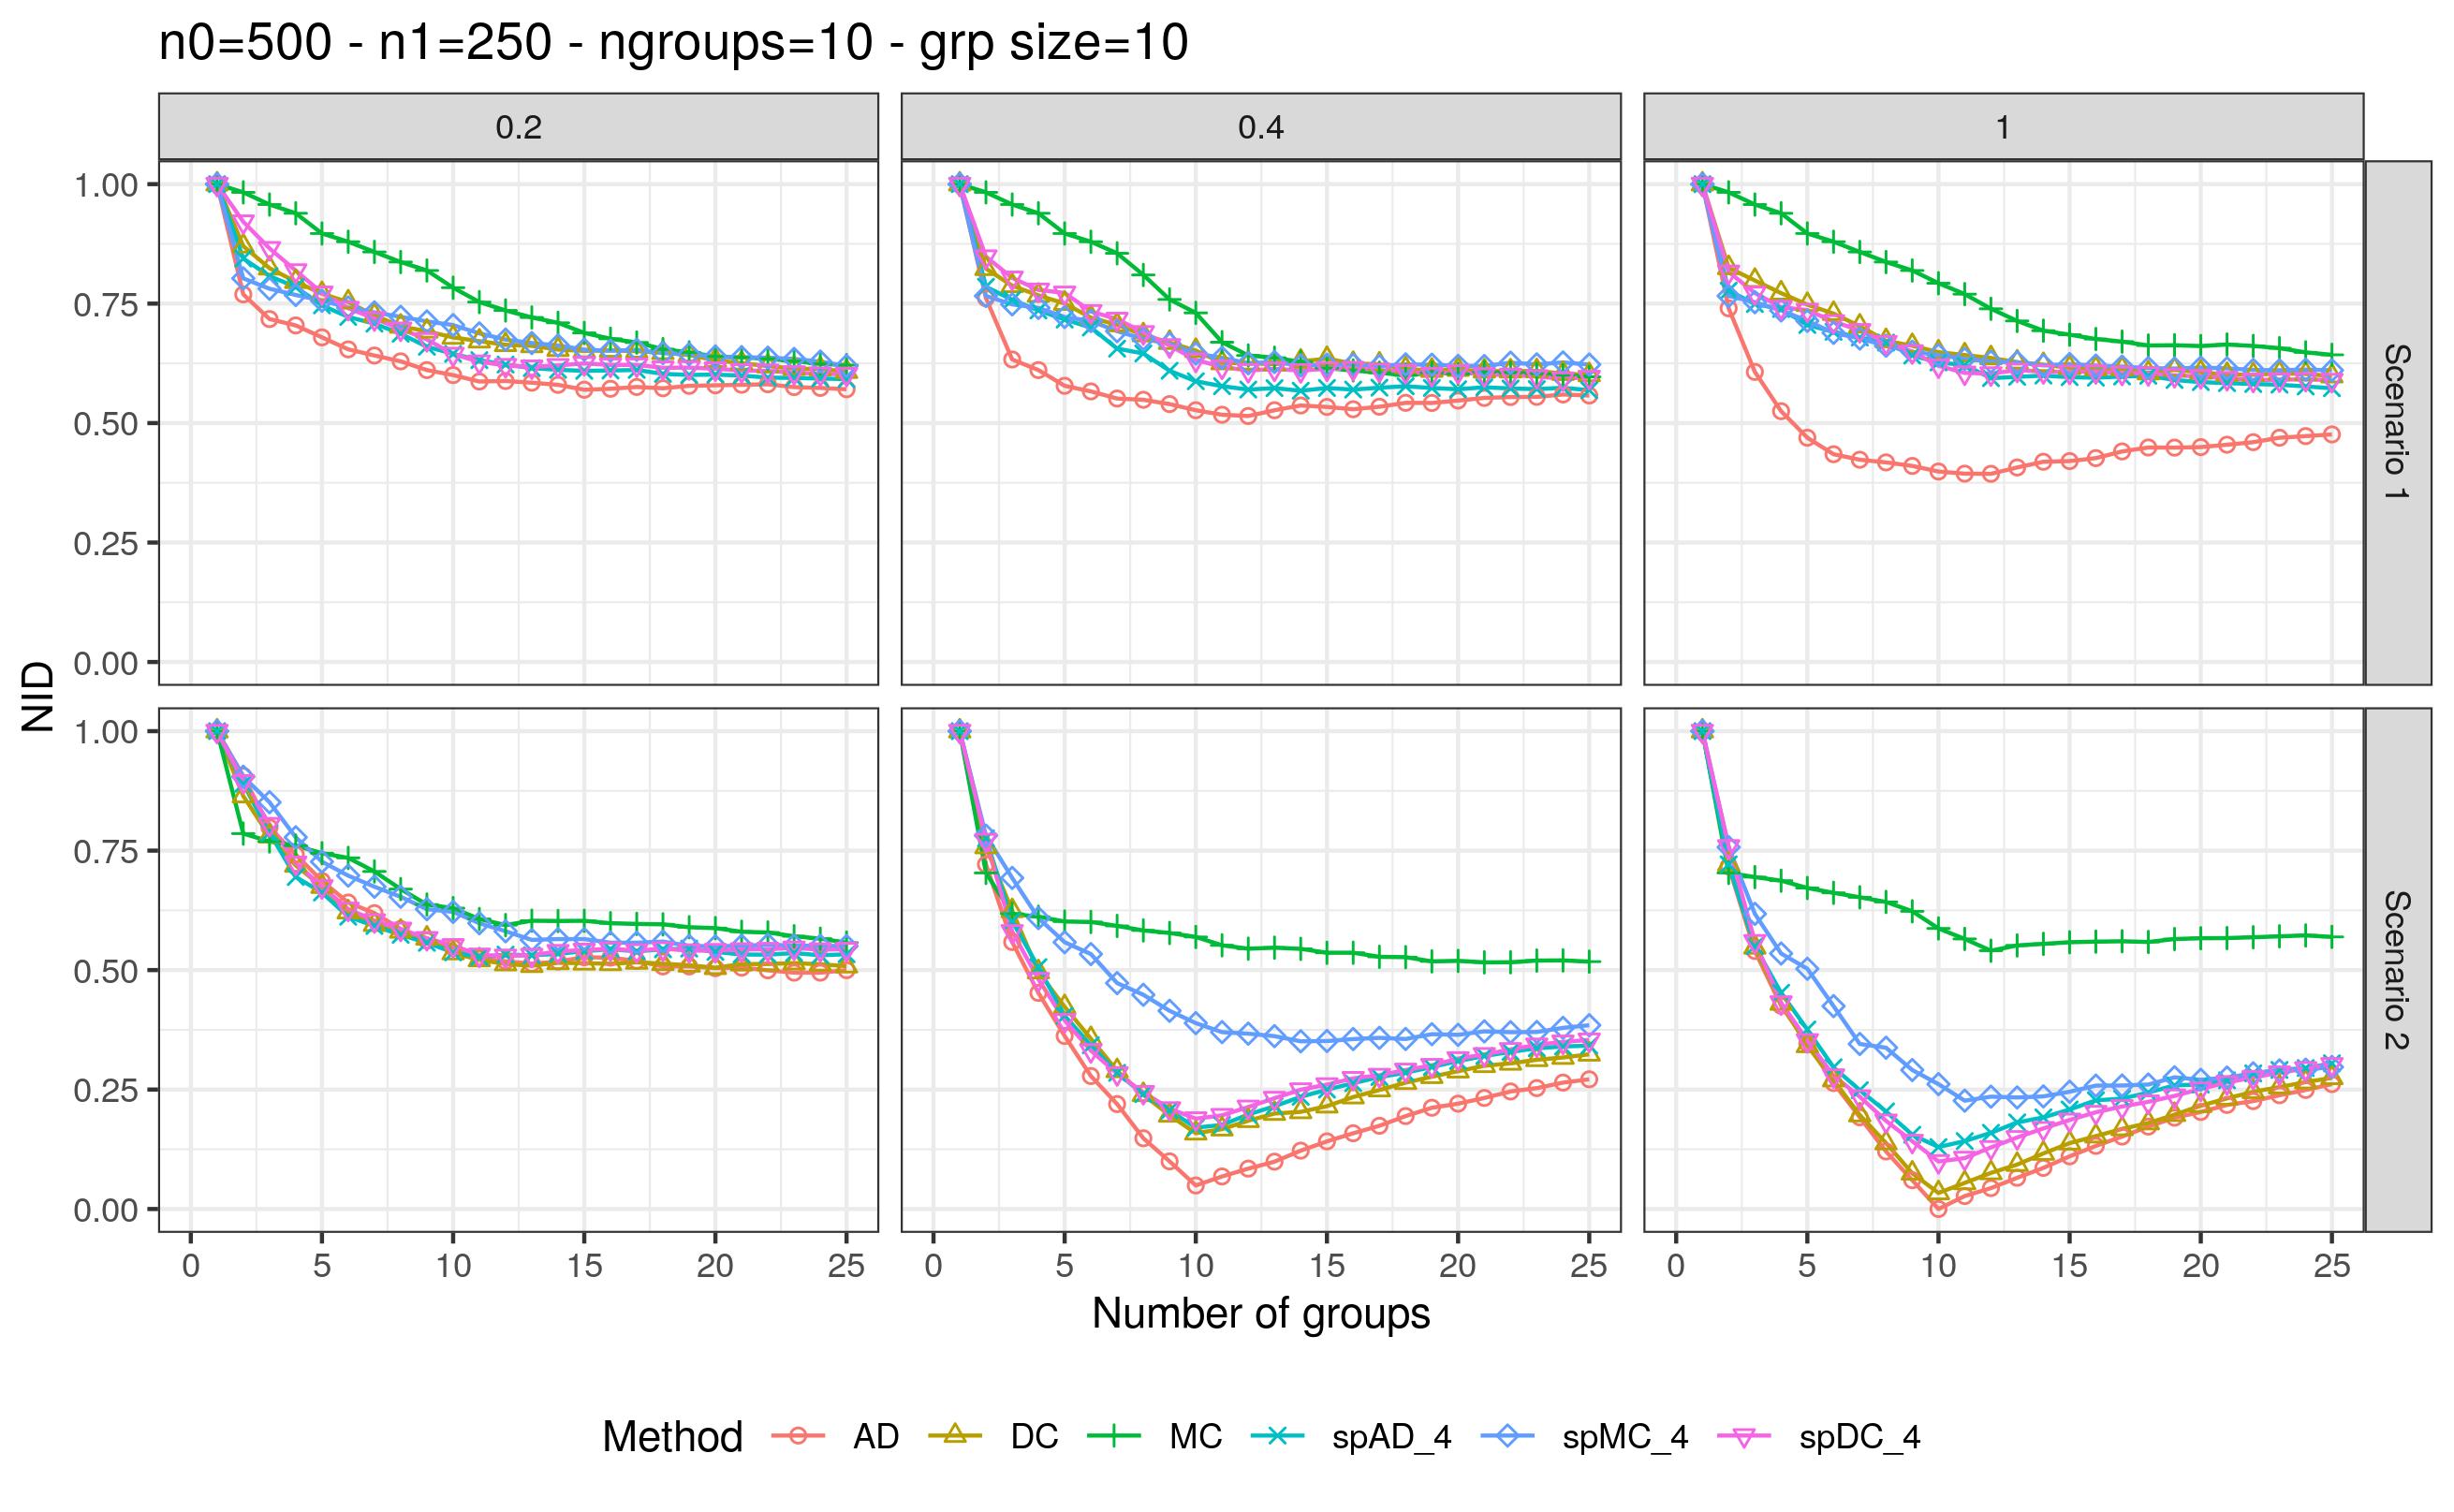 n0=500 - n1=250 - ngroups=10 - grp size=10
0.2
0.4
1
1.00
0.75
0.50
0.25
0.00
Scenario 1
NID
1.00
0.75
0.50
0.25
0.00
Scenario 2
0 5 10 15 20 25
0 5 10 15 20 25
0 5 10 15 20 25
Number of groups
Method AD DC MC spAD_4 spMC_4 spDC_4